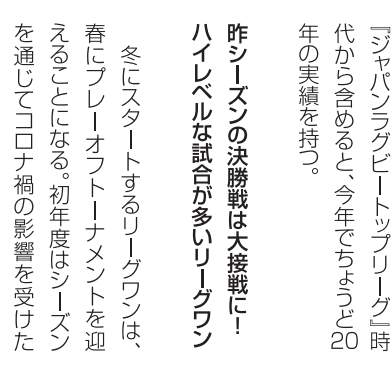 『ジャパンラグビートップリーグ』時
代から含めると、今年でちょうど20
年の実績を持つ。
昨シーズンの決勝戦は大接戦に！
ハイレベルな試合が多いリーグワン
冬にスタートするリーグワンは、
春にプレーオフトーナメントを迎
えることになる。初年度はシーズン
を通じてコロナ禍の影響を受けた